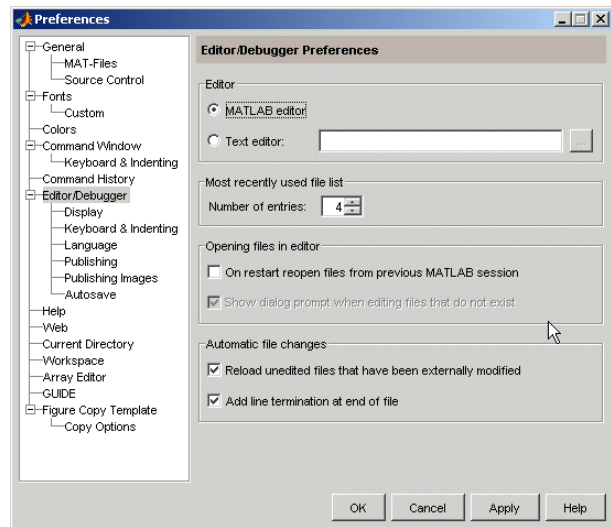 Preferences
General
MAT-Files
Source Control
Fonts
Custom
Colors
Command Window
Keyboard & Indenting
Command History
Editor/Debugger
Display
Keyboard & Indenting
Language
Publishing
Publishing Images
Autosave
Help
Web
Current Directory
Workspace
Array Editor
GUIDE
Figure Copy Template
Copy Options
Editor/Debugger Preferences
Editor
MATLAB editor
Text editor:
...
Most recently used file list
Number of entries: 4
Opening files in editor
On restart reopen files from previous MATLAB session
Show dialog prompt when editing files that do not exist
Automatic file changes
Reload unedited files that have been externally modified
Add line termination at end of file
OK Cancel Apply Help